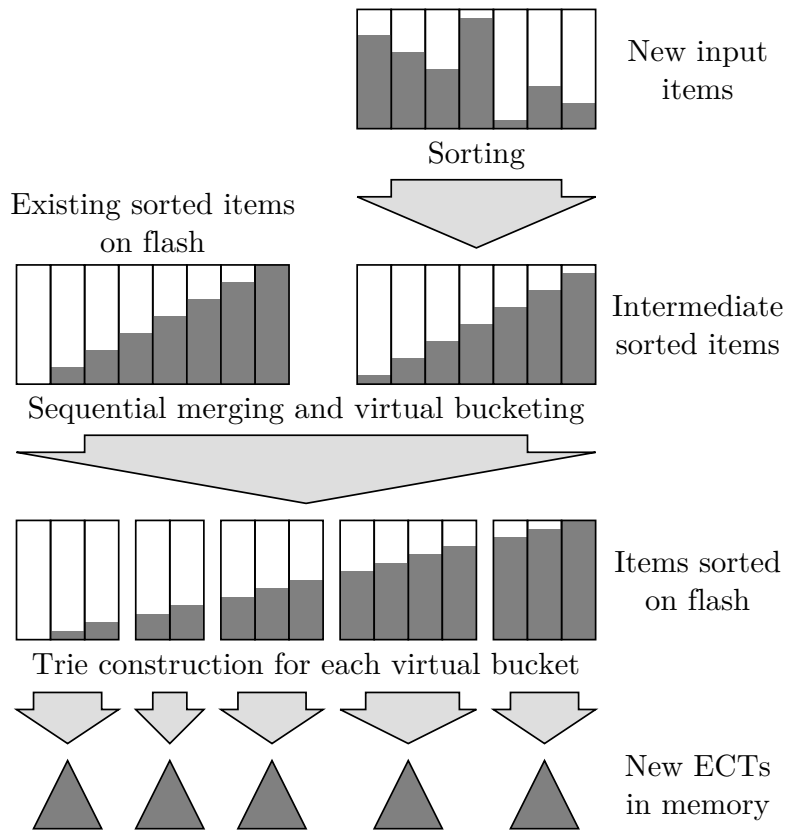 New input
items
Sorting
Existing sorted items
on flash
Intermediate
sorted items
Sequential merging and virtual bucketing
Items sorted
on flash
Trie construction for each virtual bucket
New ECTs
in memory